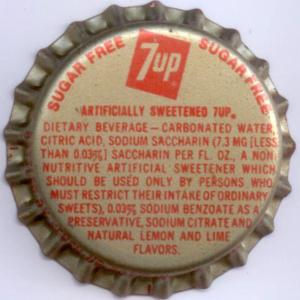 SUGAR FREE
7up
SUGAR FREE
"ARTIFICIALLY SWEETENED 7UP"
DIETARY BEVERAGE — CARBONATED WATER,
CITRIC ACID, SODIUM SACCHARIN (7.3 MG [LESS
THAN 0.03%] SACCHARIN PER FL. OZ., A NON-
NUTRITIVE ARTIFICIAL SWEETENER WHICH
SHOULD BE USED ONLY BY PERSONS WHO
MUST RESTRICT THEIR INTAKE OF ORDINARY
SWEETS), 0.03% SODIUM BENZOATE AS A
PRESERVATIVE, SODIUM CITRATE AND
NATURAL LEMON AND LIME
FLAVORS.